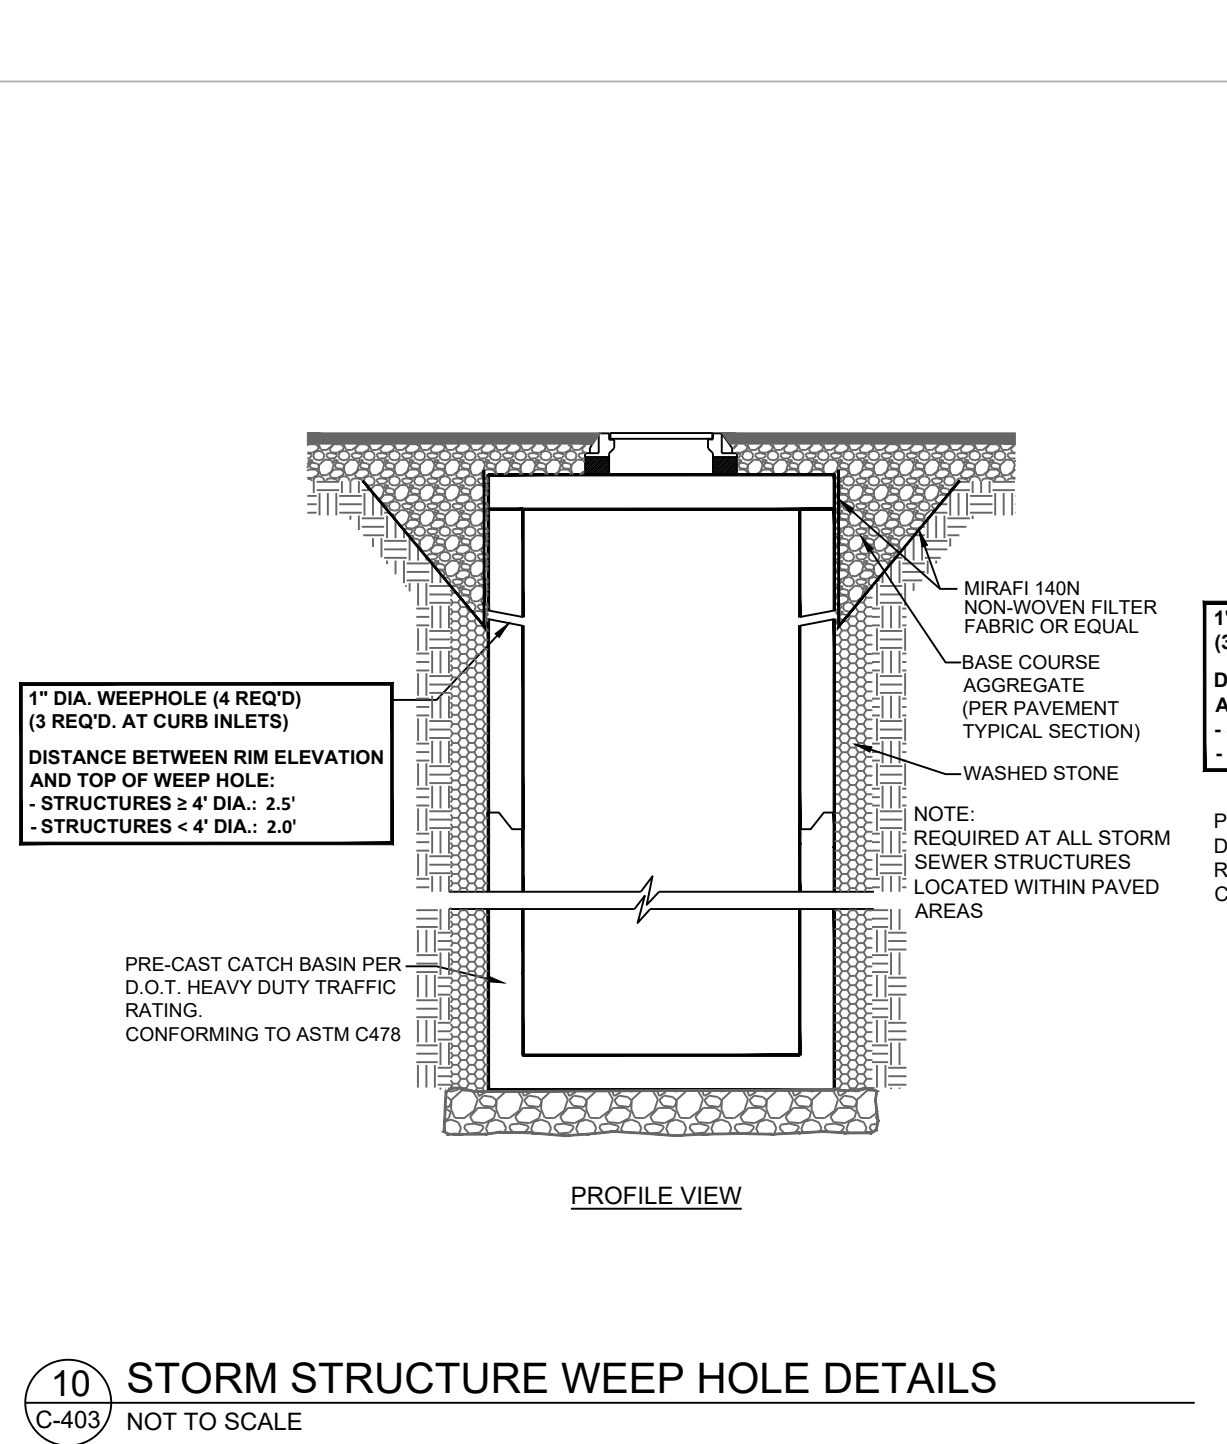 MIRAFI 140N
NON-WOVEN FILTER
FABRIC OR EQUAL
BASE COURSE
AGGREGATE
(PER PAVEMENT
TYPICAL SECTION)
WASHED STONE
NOTE:
REQUIRED AT ALL STORM
SEWER STRUCTURES
LOCATED WITHIN PAVED
AREAS
1" DIA. WEEPHOLE (4 REQ'D)
(3 REQ'D. AT CURB INLETS)
DISTANCE BETWEEN RIM ELEVATION
AND TOP OF WEEP HOLE:
- STRUCTURES ≥ 4' DIA.: 2.5'
- STRUCTURES < 4' DIA.: 2.0'
PRE-CAST CATCH BASIN PER
D.O.T. HEAVY DUTY TRAFFIC
RATING.
CONFORMING TO ASTM C478
PROFILE VIEW
10
C-403
STORM STRUCTURE WEEP HOLE DETAILS
NOT TO SCALE